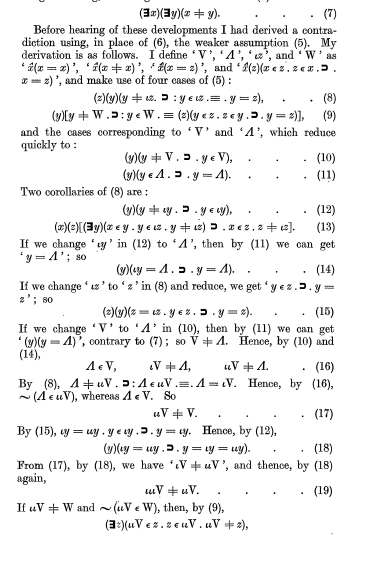 (∃x)(∃y)(x ≠ y). . . . (7)
Before hearing of these developments I had derived a contra-
diction using, in place of (6), the weaker assumption (5). My
derivation is as follows. I define ‘ V ’, ‘ Λ ’, ‘ ιz ’, and ‘ W ’ as
‘ x̂(x = x) ’, ‘ x̂(x ≠ x) ’, ‘ x̂(x = z) ’, and ‘ x̂(z)(x ε z . z ε x . ⊃ .
x = z) ’, and make use of four cases of (5) :
(z)(y)(y ≠ ιz. ⊃ : y ε ιz . ≡ . y = z), . (8)
(y)[y ≠ W . ⊃ : y ε W . ≡ (z)(y ε z . z ε y . ⊃ . y = z)], (9)
and the cases corresponding to ‘ V ’ and ‘ Λ ’, which reduce
quickly to :
(y)(y ≠ V . ⊃ . y ε V), . . . (10)
(y)(y ε Λ . ⊃ . y = Λ). . . . (11)
Two corollaries of (8) are :
(y)(y ≠ ιy . ⊃ . y ε ιy), . . . (12)
(x)(z)[(∃y)(x ε y . y ε ιz . y ≠ ιz) ⊃ . x ε z . z ≠ ιz]. (13)
If we change ‘ ιy ’ in (12) to ‘ Λ ’, then by (11) we can get
‘ y = Λ ’ ; so
(y)(ιy = Λ . ⊃ . y = Λ). . . (14)
If we change ‘ ιz ’ to ‘ z ’ in (8) and reduce, we get ‘ y ε z . ⊃ . y =
z ’ ; so
(z)(y)(z = ιz . y ε z . ⊃ . y = z). . . (15)
If we change ‘ V ’ to ‘ Λ ’ in (10), then by (11) we can get
‘ (y)(y = Λ) ’, contrary to (7) ; so V ≠ Λ. Hence, by (10) and
(14),
Λ ε V, ιV ≠ Λ, ιιV ≠ Λ. . (16)
By (8), Λ ≠ ιιV . ⊃ : Λ ε ιιV .≡. Λ = ιV. Hence, by (16),
~ (Λ ε ιιV), whereas Λ ε V. So
ιιV ≠ V. . . . . (17)
By (15), ιy = ιιy . y ε ιy . ⊃ . y = ιy. Hence, by (12),
(y)(ιy = ιιy . ⊃ . y = ιy = ιιy). . . (18)
From (17), by (18), we have ‘ ιV ≠ ιιV ’, and thence, by (18)
again,
ιιιV ≠ ιιV. . . . . (19)
If ιιV ≠ W and ~ (ιιV ε W), then, by (9),
(∃z)(ιιV ε z . z ε ιιV . ιιV ≠ z),